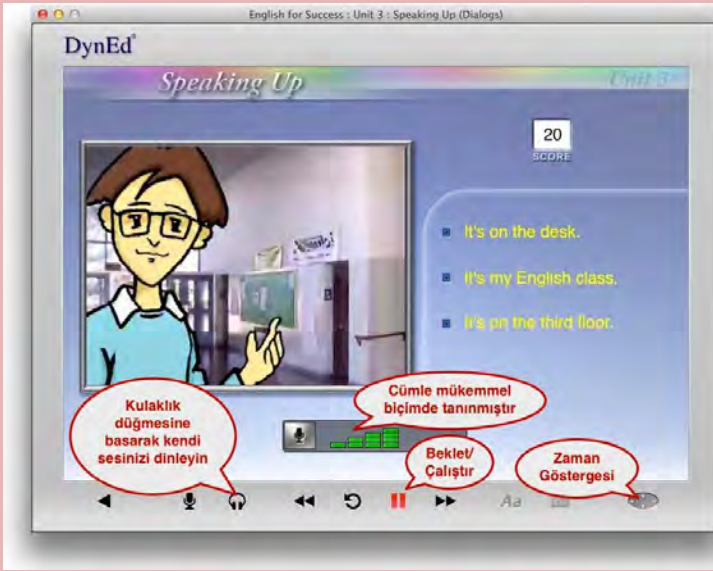 English for Success : Unit 3 : Speaking Up (Dialogs)
DynEd®
Speaking Up
Unit 3
20
SCORE
It's on the desk.
It's my English class.
It's on the third floor.
Cümle mükemmel
biçimde tanınmıştır
Kulaklık
düğmesine
basarak kendi
sesinizi dinleyin
Beklet/
Çalıştır
Zaman
Göstergesi
Aa